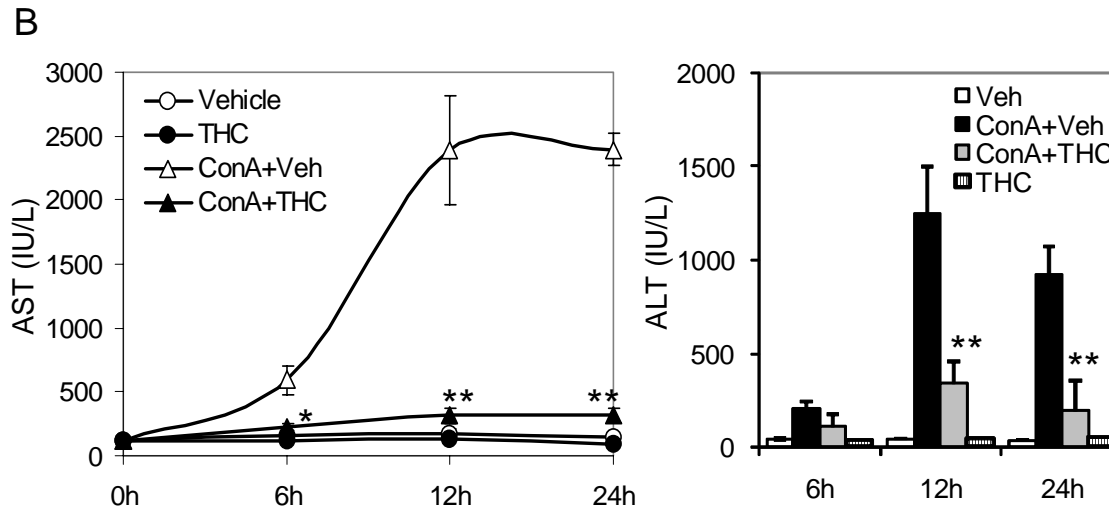 B
AST (IU/L)
3000
2500
2000
1500
1000
500
0
Vehicle
THC
ConA+Veh
ConA+THC
*
**
**
0h 6h 12h 24h
ALT (IU/L)
2000
1500
1000
500
0
Veh
ConA+Veh
ConA+THC
THC
**
**
6h 12h 24h